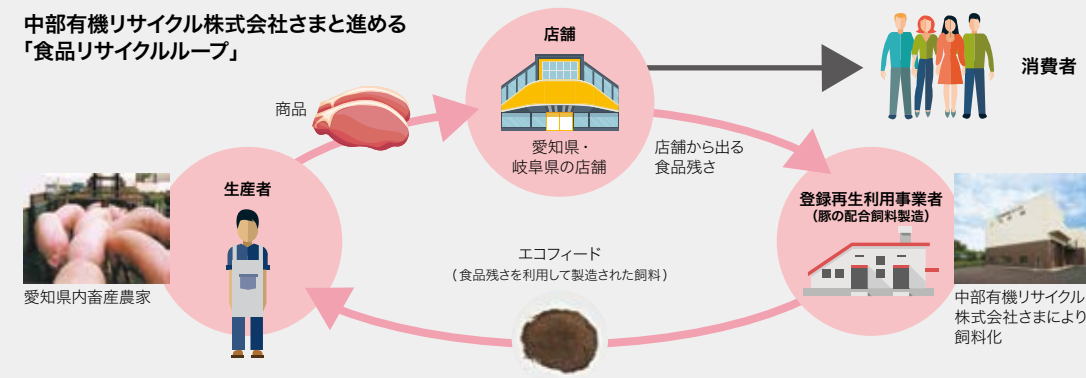 中部有機リサイクル株式会社さまと進める
「食品リサイクルループ」
店舗
消費者
商品
愛知県・
岐阜県の店舗
店舗から出る
食品残さ
生産者
登録再生利用事業者
（豚の配合飼料製造）
エコフィード
（食品残さを利用して製造された飼料）
愛知県内畜産農家
中部有機リサイクル
株式会社さまにより
飼料化